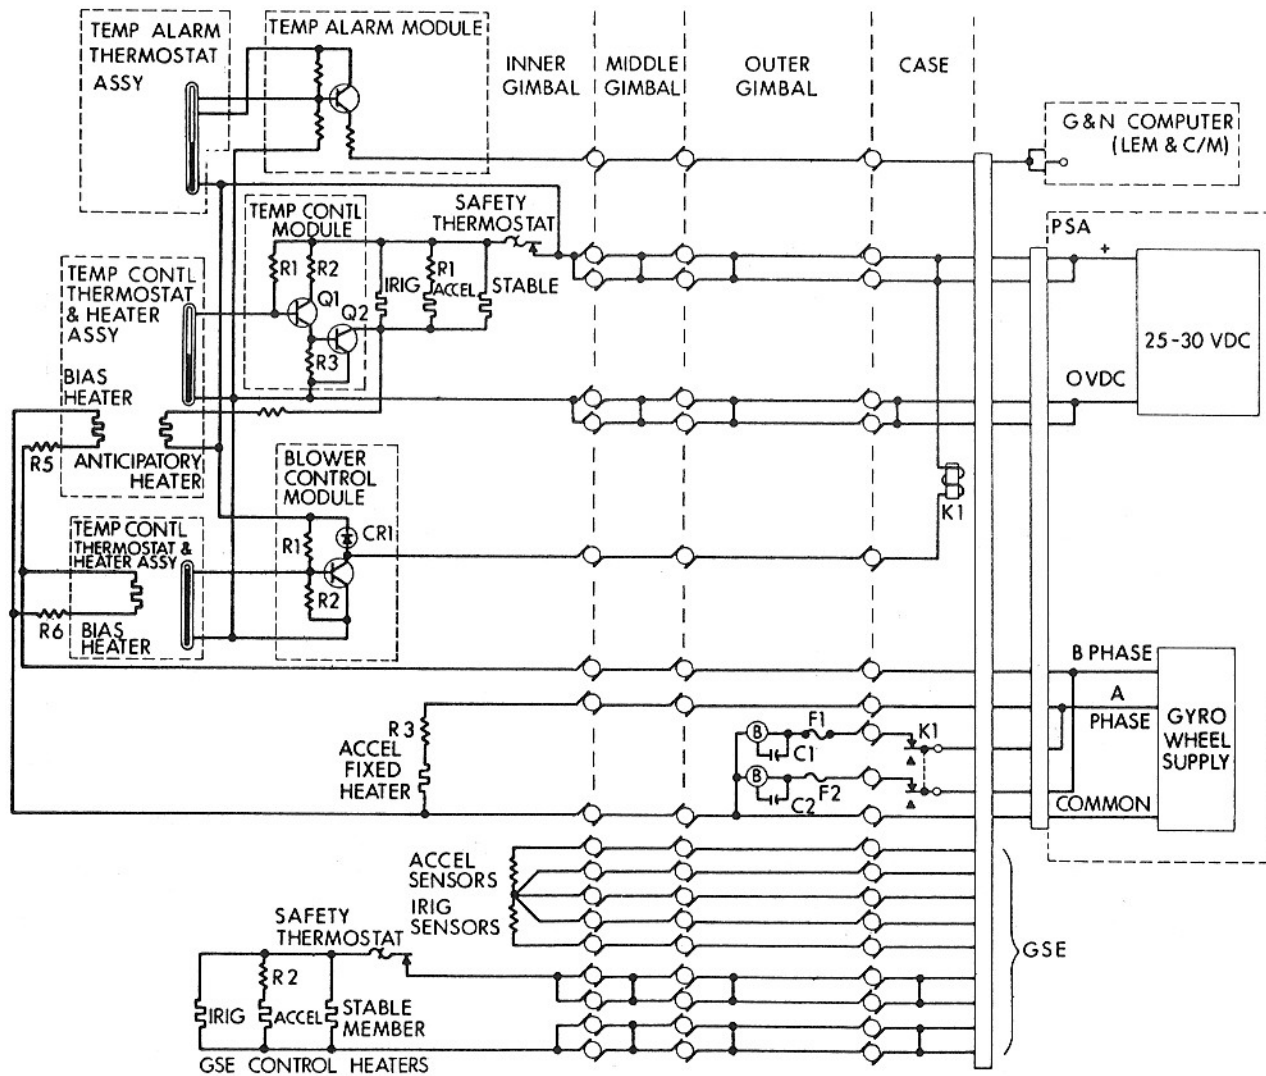 TEMP ALARM
THERMOSTAT
ASSY
TEMP ALARM MODULE
INNER
GIMBAL
MIDDLE
GIMBAL
OUTER
GIMBAL
CASE
G&N COMPUTER
(LEM & C/M)
TEMP CONTL
MODULE
R1
R2
Q1
Q2
R3
SAFETY
THERMOSTAT
IRIG
R1
ACCEL
STABLE
PSA
+
25-30 VDC
0 VDC
TEMP CONTL
THERMOSTAT
& HEATER
ASSY
BIAS
HEATER
R5
ANTICIPATORY
HEATER
BLOWER
CONTROL
MODULE
CR1
R1
R2
K1
TEMP CONTL
THERMOSTAT &
HEATER ASSY
R6
BIAS
HEATER
B PHASE
A
PHASE
GYRO
WHEEL
SUPPLY
COMMON
R3
ACCEL
FIXED
HEATER
B
F1
C1
K1
B
F2
C2
ACCEL
SENSORS
IRIG
SENSORS
GSE
SAFETY
THERMOSTAT
R2
IRIG
ACCEL
STABLE
MEMBER
GSE CONTROL HEATERS